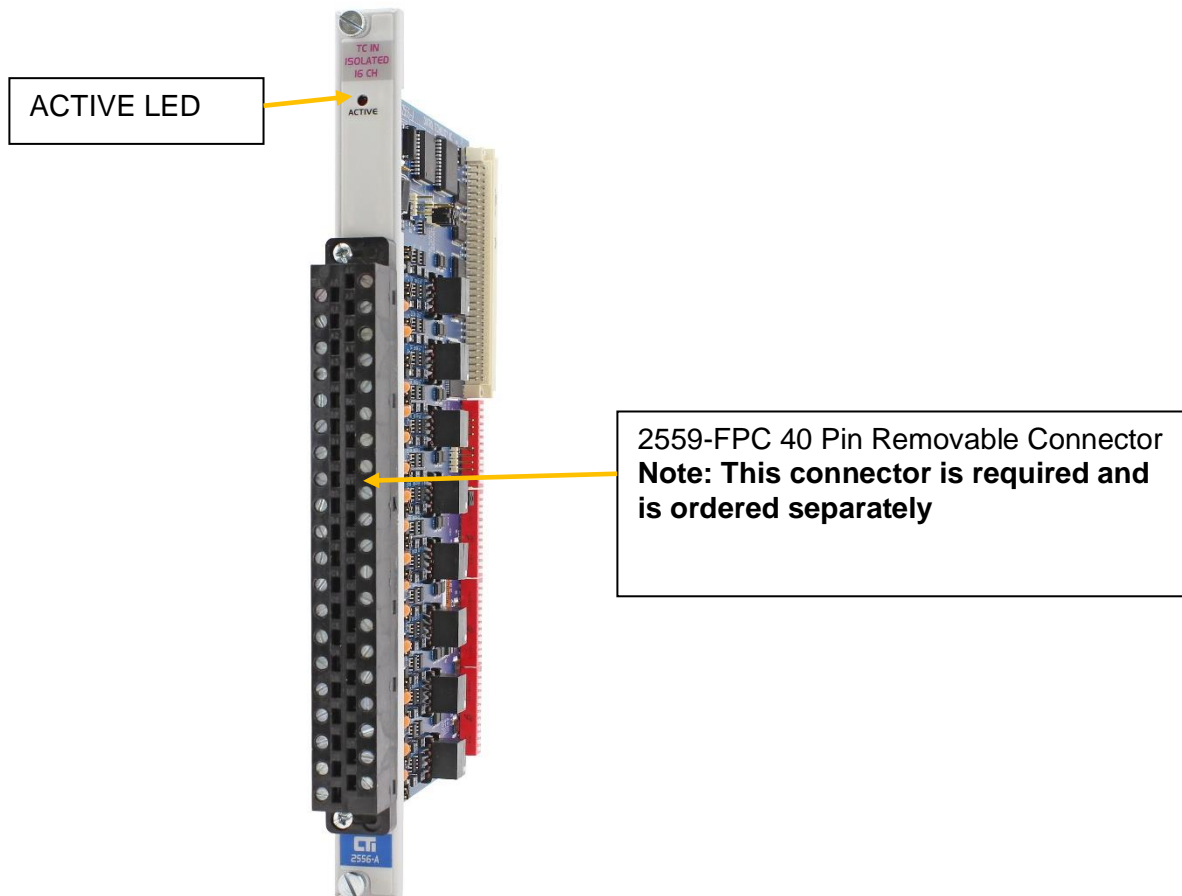 TC IN
ISOLATED
16 CH
ACTIVE LED
ACTIVE
2559-FPC 40 Pin Removable Connector
Note: This connector is required and
is ordered separately
CTi
2556-A